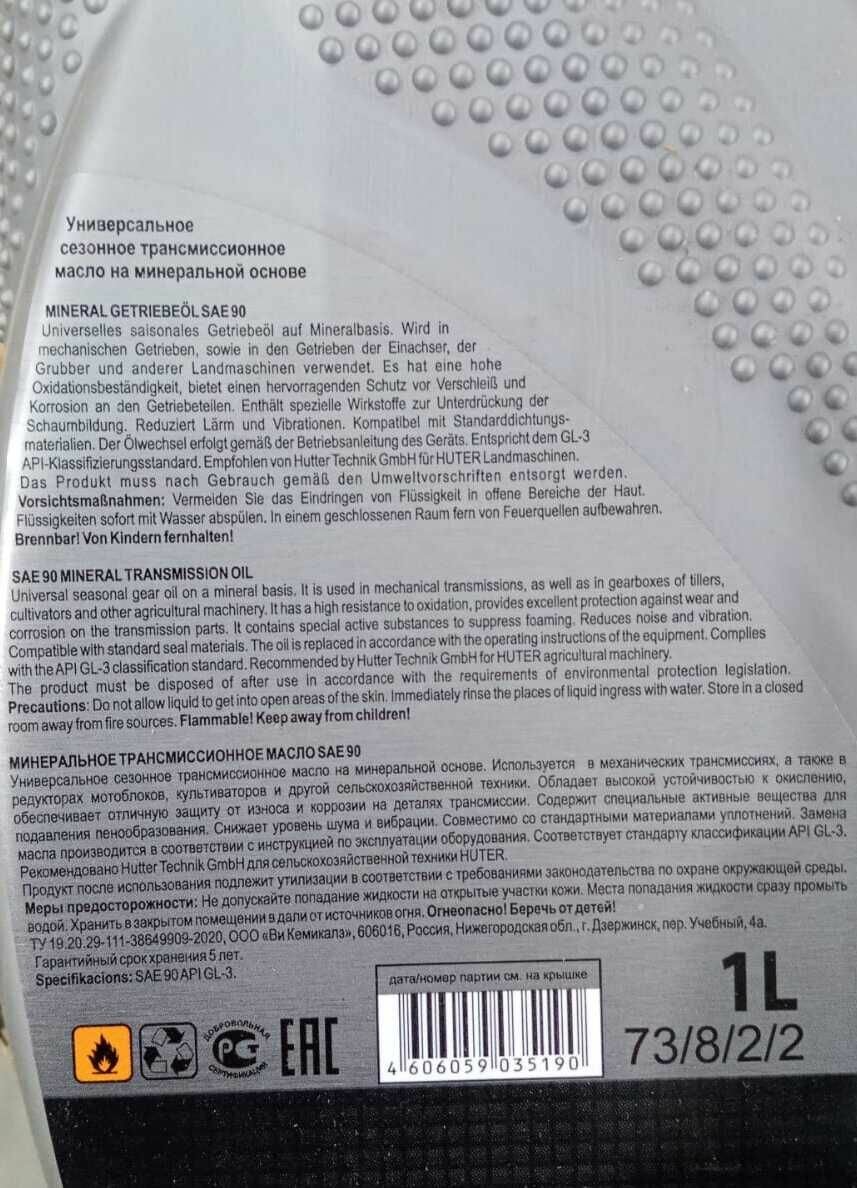 Универсальное
сезонное трансмиссионное
масло на минеральной основе
MINERAL GETRIEBEÖL SAE 90
Universelles saisonales Getriebeöl auf Mineralbasis. Wird in
mechanischen Getrieben, sowie in den Getrieben der Einachser, der
Grubber und anderer Landmaschinen verwendet. Es hat eine hohe
Oxidationsbeständigkeit, bietet einen hervorragenden Schutz vor Verschleiß und
Korrosion an den Getriebeteilen. Enthält spezielle Wirkstoffe zur Unterdrückung der
Schaumbildung. Reduziert Lärm und Vibrationen. Kompatibel mit Standarddichtungs-
materialien. Der Ölwechsel erfolgt gemäß der Betriebsanleitung des Geräts. Entspricht dem GL-3
API-Klassifizierungsstandard. Empfohlen von Hutter Technik GmbH für HUTER Landmaschinen.
Das Produkt muss nach Gebrauch gemäß den Umweltvorschriften entsorgt werden.
Vorsichtsmaßnahmen: Vermeiden Sie das Eindringen von Flüssigkeit in offene Bereiche der Haut.
Flüssigkeiten sofort mit Wasser abspülen. In einem geschlossenen Raum fern von Feuerquellen aufbewahren.
Brennbar! Von Kindern fernhalten!
SAE 90 MINERAL TRANSMISSION OIL
Universal seasonal gear oil on a mineral basis. It is used in mechanical transmissions, as well as in gearboxes of tillers,
cultivators and other agricultural machinery. It has a high resistance to oxidation, provides excellent protection against wear and
corrosion on the transmission parts. It contains special active substances to suppress foaming. Reduces noise and vibration.
Compatible with standard seal materials. The oil is replaced in accordance with the operating instructions of the equipment. Complies
with the API GL-3 classification standard. Recommended by Hutter Technik GmbH for HUTER agricultural machinery.
The product must be disposed of after use in accordance with the requirements of environmental protection legislation.
Precautions: Do not allow liquid to get into open areas of the skin. Immediately rinse the places of liquid ingress with water. Store in a closed
room away from fire sources. Flammable! Keep away from children!
МИНЕРАЛЬНОЕ ТРАНСМИССИОННОЕ МАСЛО SAE 90
Универсальное сезонное трансмиссионное масло на минеральной основе. Используется в механических трансмиссиях, а также в
редукторах мотоблоков, культиваторов и другой сельскохозяйственной техники. Обладает высокой устойчивостью к окислению,
обеспечивает отличную защиту от износа и коррозии на деталях трансмиссии. Содержит специальные активные вещества для
подавления пенообразования. Снижает уровень шума и вибрации. Совместимо со стандартными материалами уплотнений. Замена
масла производится в соответствии с инструкцией по эксплуатации оборудования. Соответствует стандарту классификации API GL-3.
Рекомендовано Hutter Technik GmbH для сельскохозяйственной техники HUTER.
Продукт после использования подлежит утилизации в соответствии с требованиями законодательства по охране окружающей среды.
Меры предосторожности: Не допускайте попадание жидкости на открытые участки кожи. Места попадания жидкости сразу промыть
водой. Хранить в закрытом помещении вдали от источников огня. Огнеопасно! Беречь от детей!
ТУ 19.20.29-111-38649909-2020, ООО «Ви Кемикалз», 606016, Россия, Нижегородская обл., г. Дзержинск, пер. Учебный, 4а.
Гарантийный срок хранения 5 лет.
Specifikacions: SAE 90 API GL-3.
дата/номер партии см. на крышке
1L
73/8/2/2
ДОБРОВОЛЬНАЯ
РСТ
СЕРТИФИКАЦИЯ
EAC
4 606059 035190